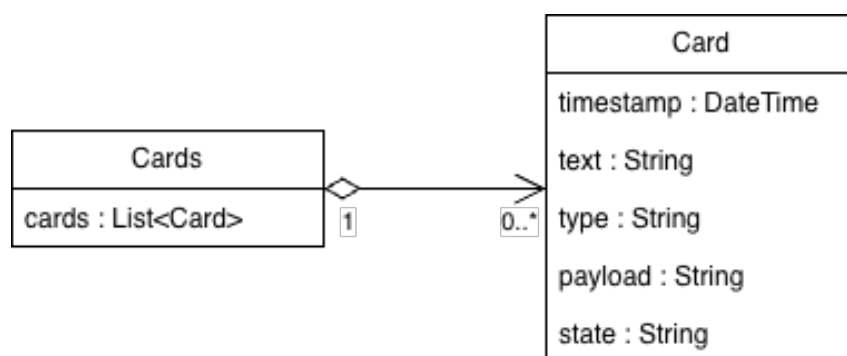 Cards
cards : List<Card>
1
0..*
Card
timestamp : DateTime
text : String
type : String
payload : String
state : String